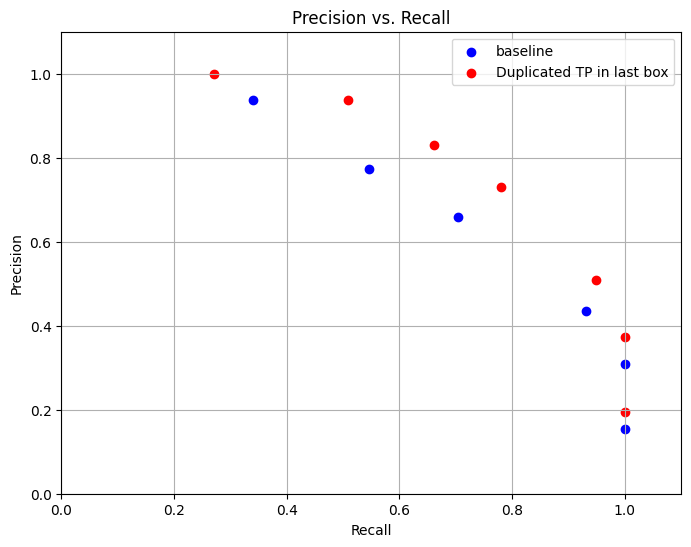 Precision vs. Recall
baseline
Duplicated TP in last box
Precision
1.0
0.8
0.6
0.4
0.2
0.0
0.0 0.2 0.4 0.6 0.8 1.0
Recall